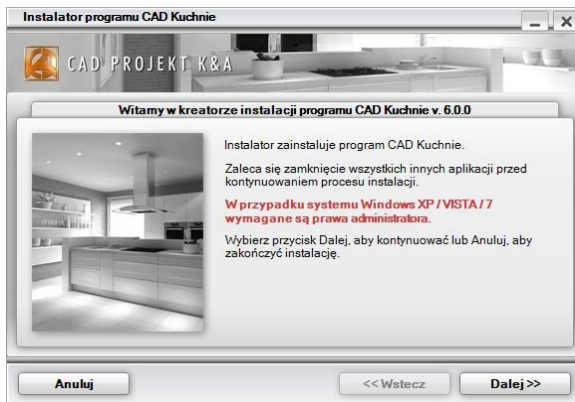 Instalator programu CAD Kuchnie
CAD PROJEKT K&A
Witamy w kreatorze instalacji programu CAD Kuchnie v. 6.0.0
Instalator zainstaluje program CAD Kuchnie.
Zaleca się zamknięcie wszystkich innych aplikacji przed
kontynuowaniem procesu instalacji.
W przypadku systemu Windows XP / VISTA / 7
wymagane są prawa administratora.
Wybierz przycisk Dalej, aby kontynuować lub Anuluj, aby
zakończyć instalację.
Anuluj
<< Wstecz
Dalej >>